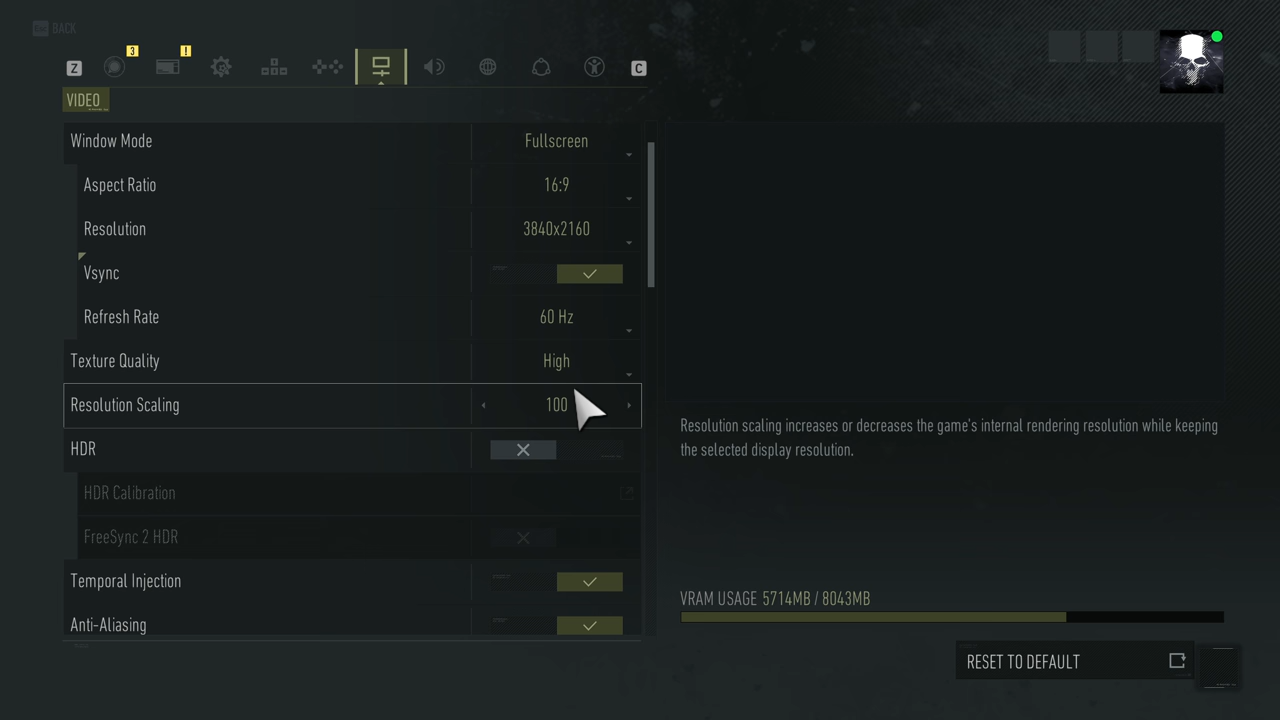 BACK
3
!
Z
C
VIDEO
Window Mode
Fullscreen
Aspect Ratio
16:9
Resolution
3840x2160
Vsync
Refresh Rate
60 Hz
Texture Quality
High
Resolution Scaling
100
HDR
HDR Calibration
FreeSync 2 HDR
Temporal Injection
Anti-Aliasing
Resolution scaling increases or decreases the game's internal rendering resolution while keeping
the selected display resolution.
VRAM USAGE 5714MB / 8043MB
RESET TO DEFAULT